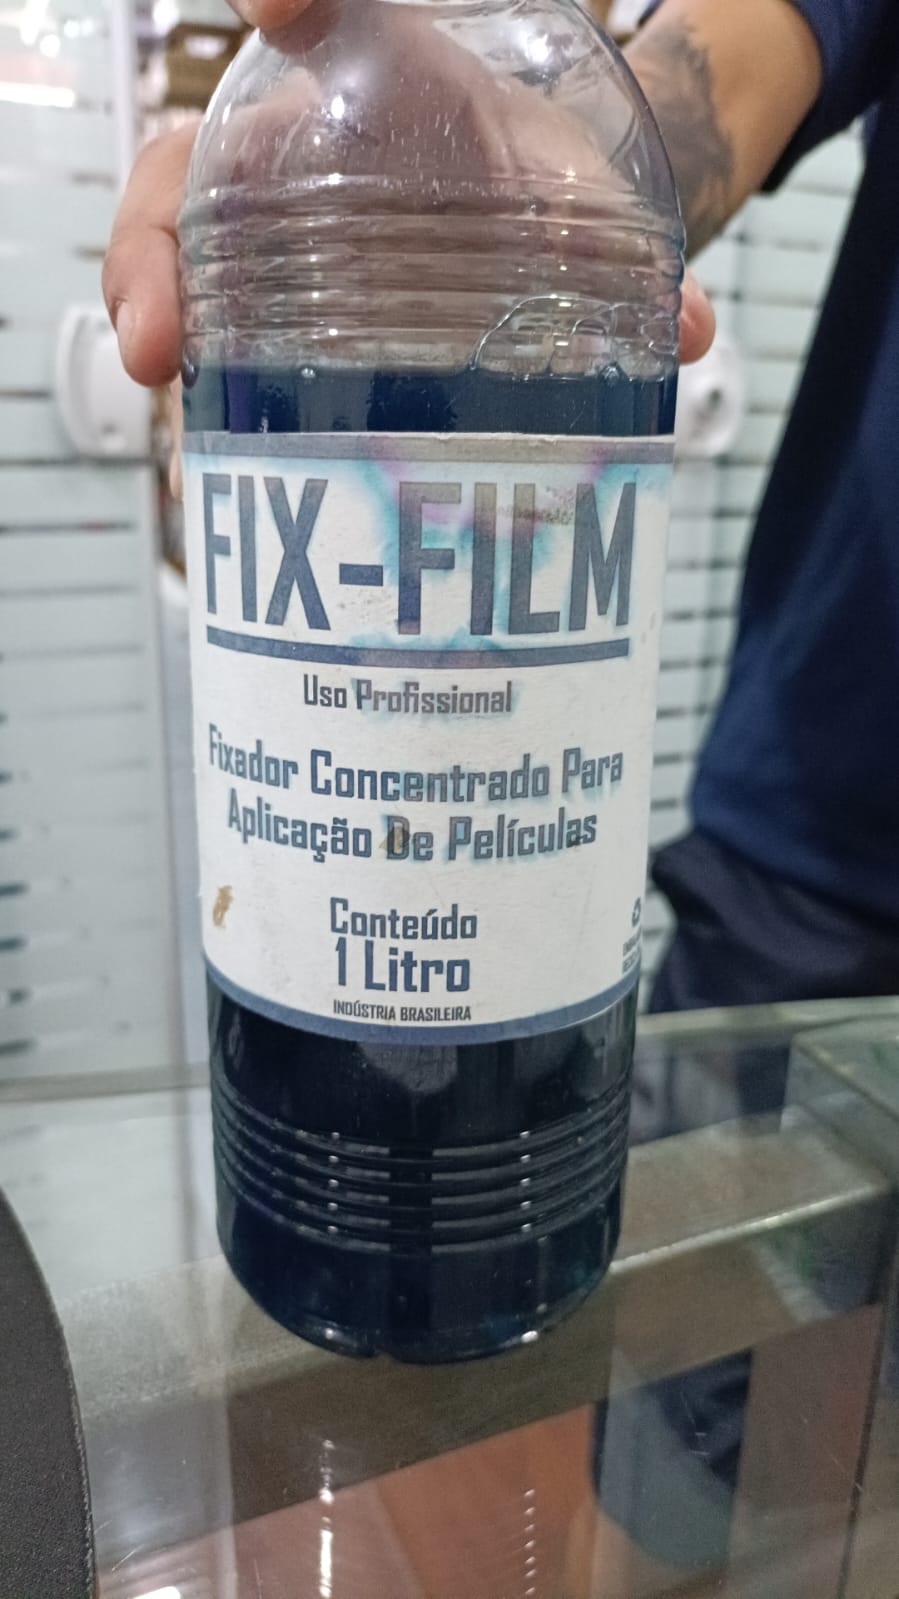 FIX-FILM
Uso Profissional
Fixador Concentrado Para
Aplicação De Películas
Conteúdo
1 Litro
INDÚSTRIA BRASILEIRA